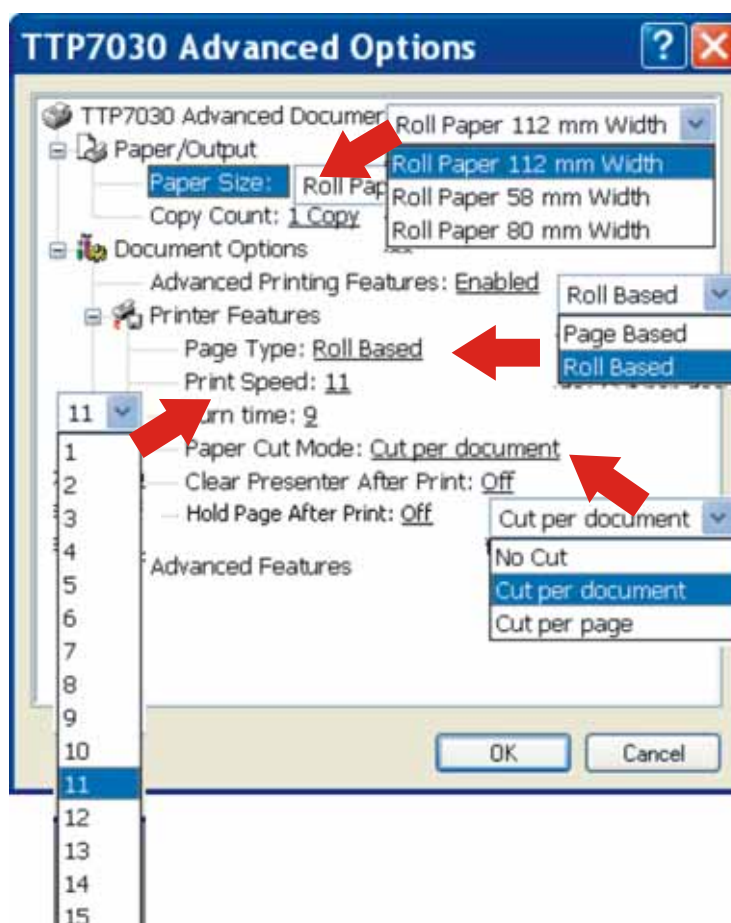 TTP7030 Advanced Options
TTP7030 Advanced
Roll Paper 112 mm Width
Paper/Output
Roll Paper 112 mm Width
Paper Size: Roll
Roll Paper 58 mm Width
Copy Count: 1 Copy
Roll Paper 80 mm Width
Document Options
Advanced Printing Features: Enabled
Roll Based
Printer Features
Page Based
Page Type: Roll Based
Roll Based
Print Speed: 11
11
time: 9
1
Paper Cut Mode: Cut per document
2
Clear Presenter After Print: Off
3
Hold Page After Print: Off
Cut per document
4
Advanced Features
No Cut
5
Cut per document
6
Cut per page
7
8
9
10
OK
Cancel
11
12
13
14
15